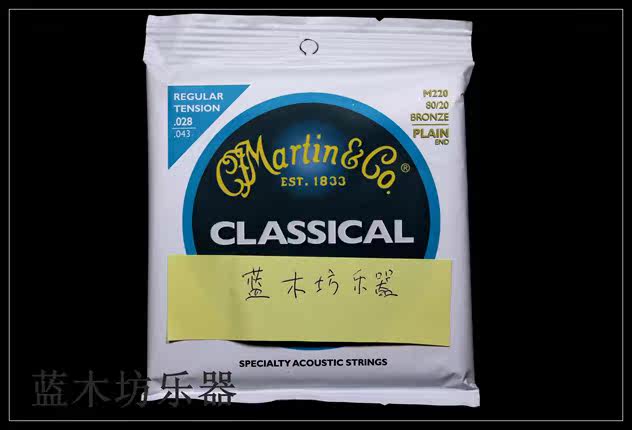 REGULAR
TENSION
.028
.043
M220
80/20
BRONZE
PLAIN
END
CF Martin & Co.®
EST. 1833
CLASSICAL
蓝木坊乐器
SPECIALTY ACOUSTIC STRINGS
蓝木坊乐器